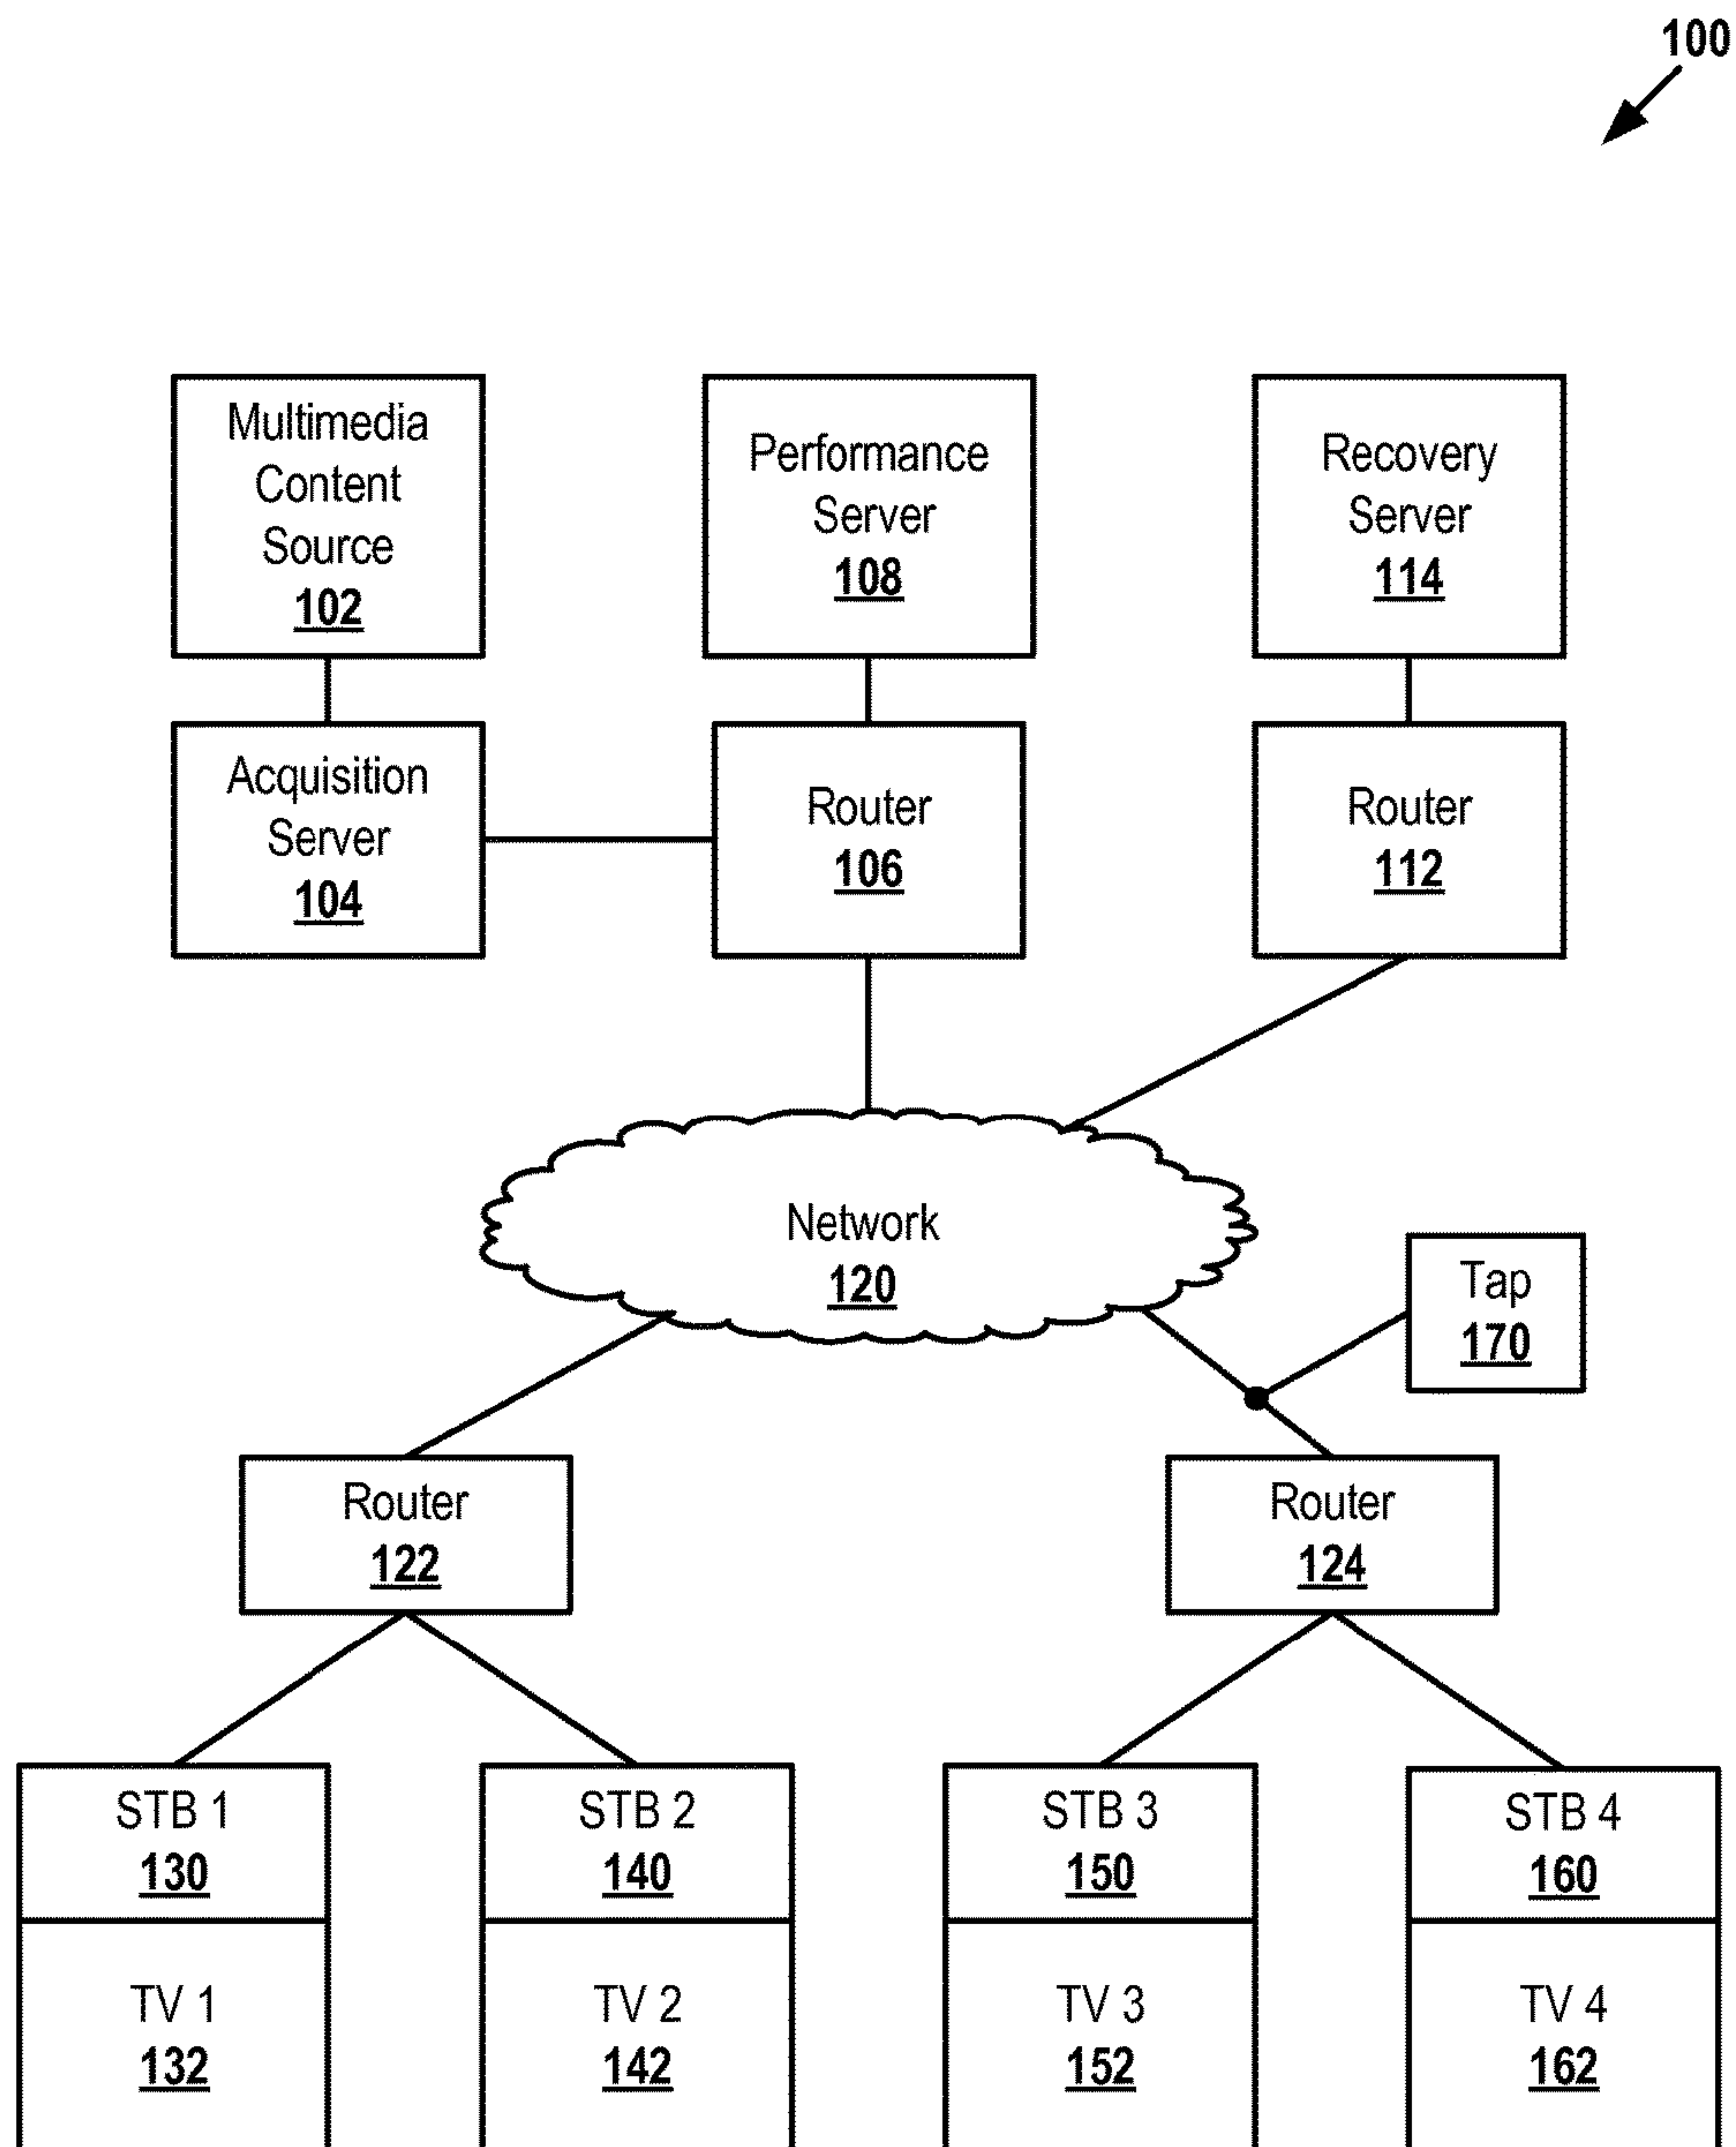 100
Multimedia
Content
Source
102
Performance
Server
108
Recovery
Server
114
Acquisition
Server
104
Router
106
Router
112
Network
120
Tap
170
Router
122
Router
124
STB 1
130
STB 2
140
STB 3
150
STB 4
160
TV 1
132
TV 2
142
TV 3
152
TV 4
162